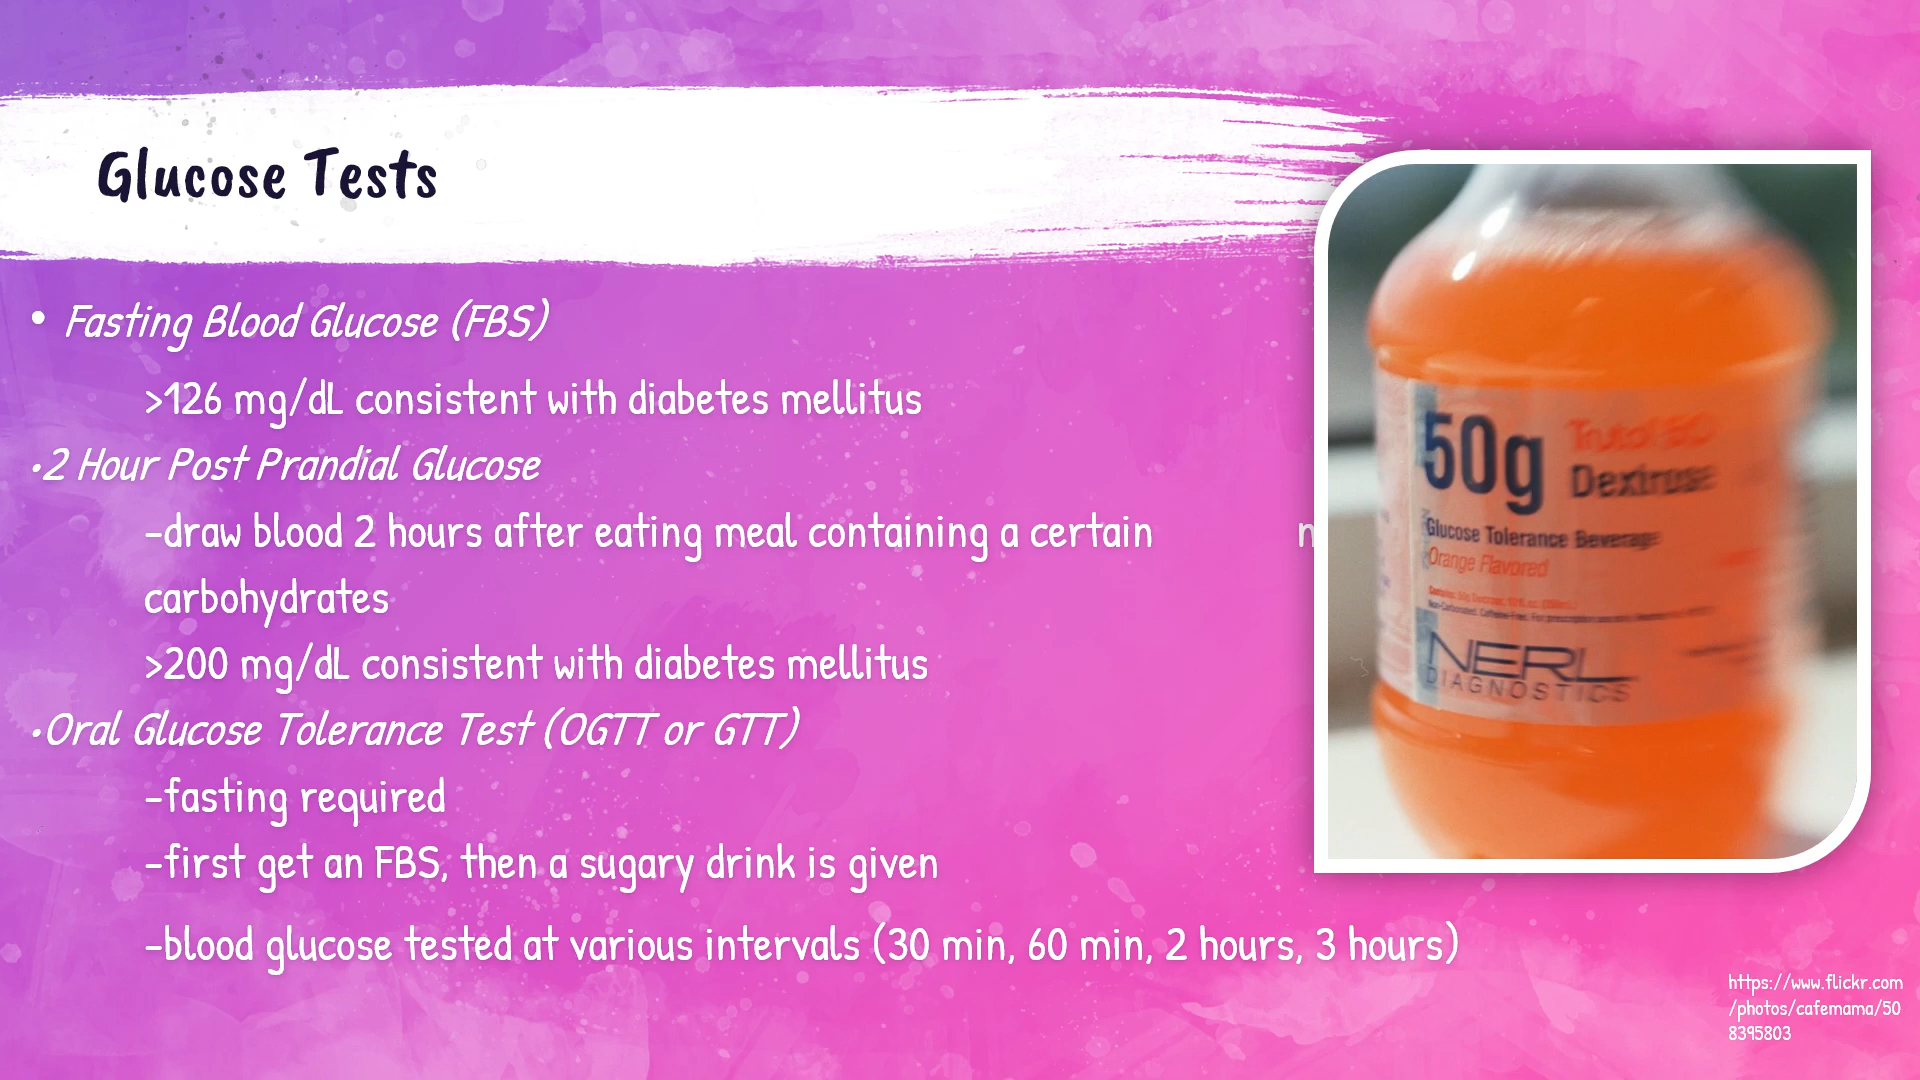 Glucose Tests
• Fasting Blood Glucose (FBS)
>126 mg/dL consistent with diabetes mellitus
•2 Hour Post Prandial Glucose
-draw blood 2 hours after eating meal containing a certain
carbohydrates
>200 mg/dL consistent with diabetes mellitus
•Oral Glucose Tolerance Test (OGTT or GTT)
-fasting required
-first get an FBS, then a sugary drink is given
-blood glucose tested at various intervals (30 min, 60 min, 2 hours, 3 hours)
50g
Dextrose
Glucose Tolerance Beverage
Orange Flavored
NERL
DIAGNOSTICS
https://www.flickr.com
/photos/cafemama/50
8395803